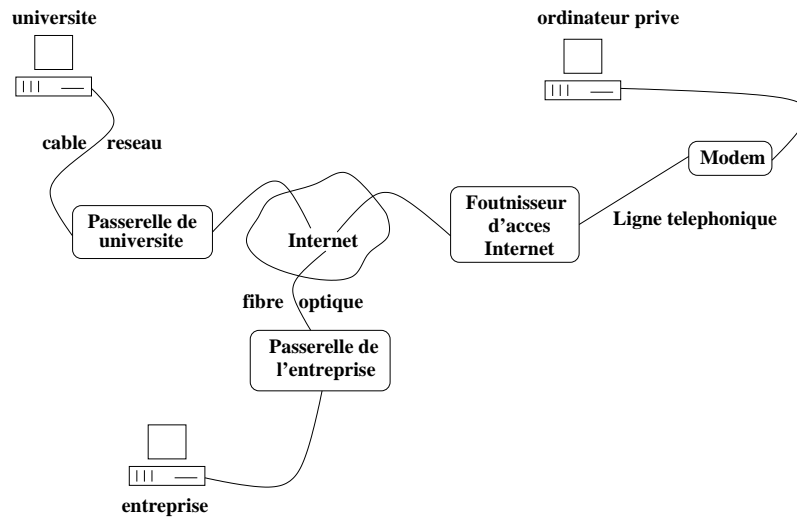 universite
ordinateur prive
cable reseau
Modem
Passerelle de
universite
Internet
Foutnisseur
d'acces
Internet
Ligne telephonique
fibre optique
Passerelle de
l'entreprise
entreprise